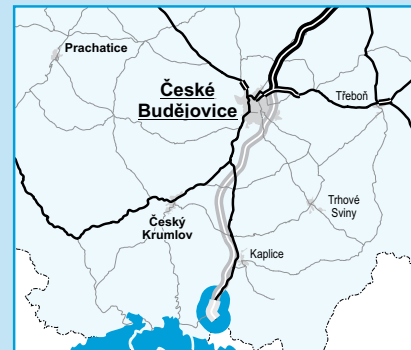 Prachatice
České
Budějovice
Třeboň
Český
Krumlov
Trhové
Sviny
Kaplice